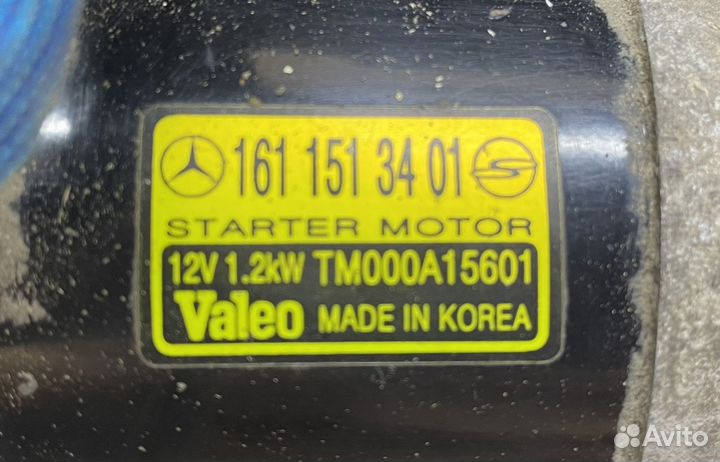 161 151 34 01
STARTER MOTOR
12V 1.2kW TM000A15601
Valeo MADE IN KOREA
Avito